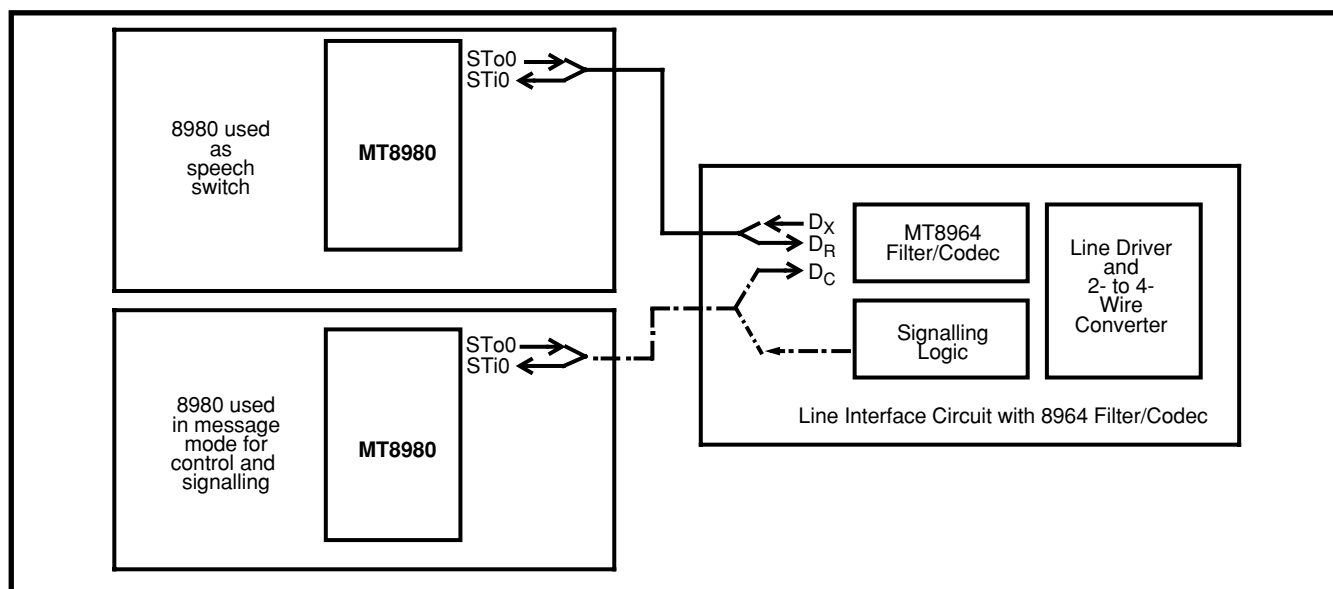 8980 used
as
speech
switch
MT8980
STo0
STi0
8980 used
in message
mode for
control and
signalling
MT8980
STo0
STi0
DX
DR
DC
MT8964
Filter/Codec
Signalling
Logic
Line Driver
and
2- to 4-
Wire
Converter
Line Interface Circuit with 8964 Filter/Codec